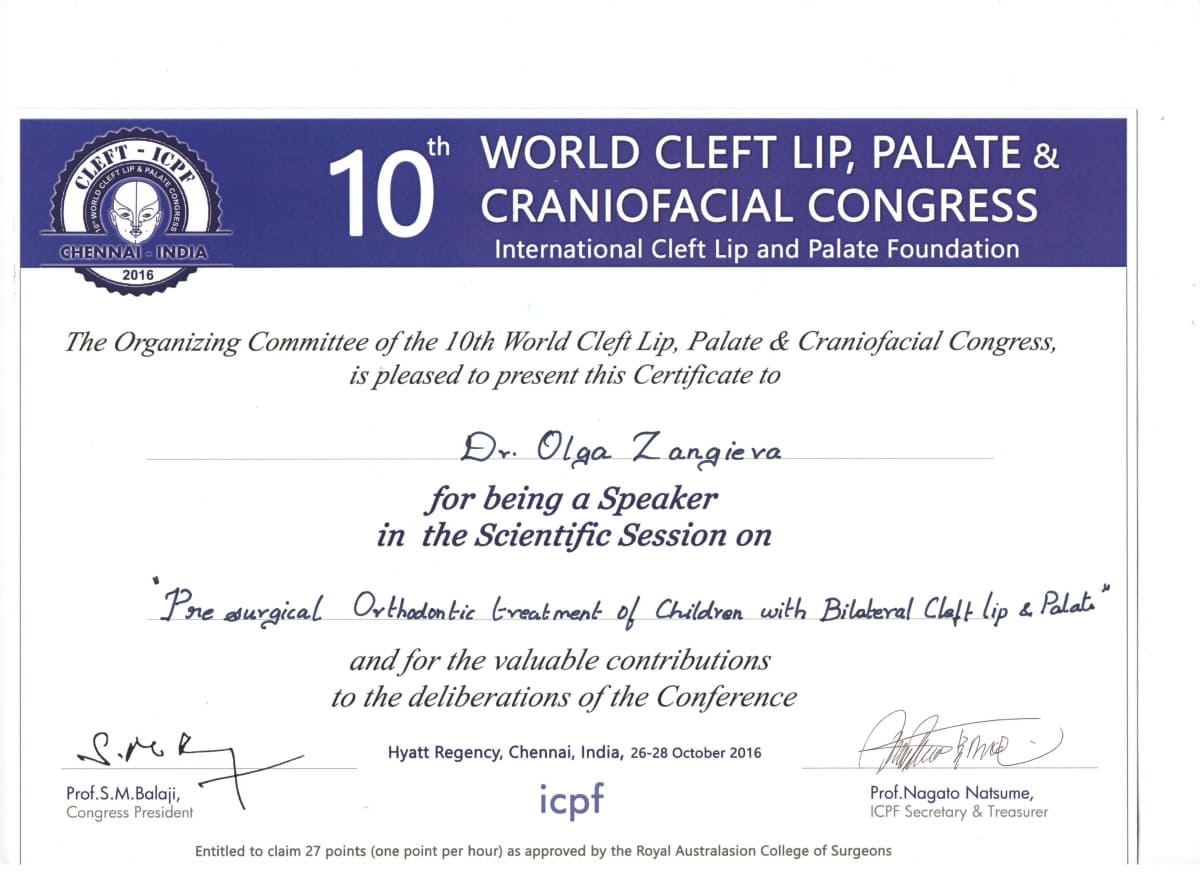 CLEFT - ICPF
10th WORLD CLEFT LIP & PALATE CONGRESS
CHENNAI - INDIA
2016
10th WORLD CLEFT LIP, PALATE &
CRANIOFACIAL CONGRESS
International Cleft Lip and Palate Foundation
The Organizing Committee of the 10th World Cleft Lip, Palate & Craniofacial Congress,
is pleased to present this Certificate to
Dr. Olga Zangieva
for being a Speaker
in the Scientific Session on
"Pre surgical Orthodontic treatment of Children with Bilateral Cleft lip & Palate"
and for the valuable contributions
to the deliberations of the Conference
Hyatt Regency, Chennai, India, 26-28 October 2016
Prof.S.M.Balaji,
Congress President
icpf
Prof.Nagato Natsume,
ICPF Secretary & Treasurer
Entitled to claim 27 points (one point per hour) as approved by the Royal Australasion College of Surgeons